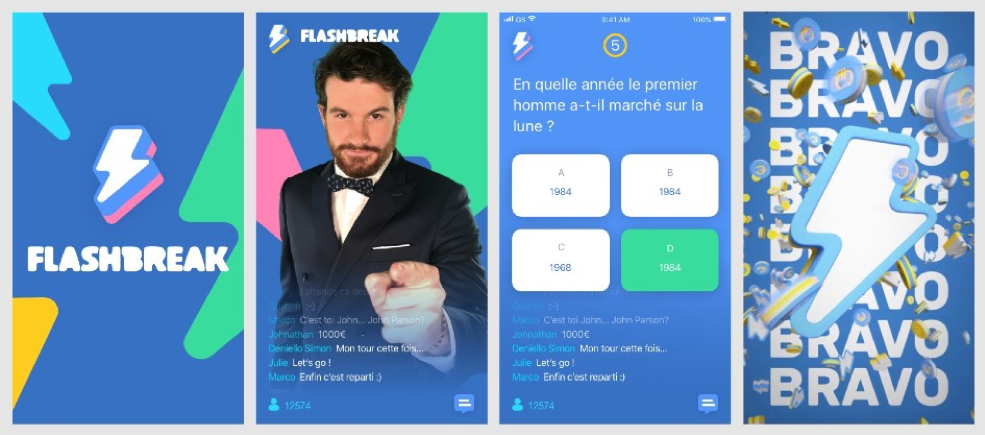 FLASHBREAK
FLASHBREAK
Marco C'est toi John... John Parson?
Johnathan 1000€
Deniello Simon Mon tour cette fois...
Julie Let's go !
Marco Enfin c'est reparti :)
12574
GS
9:41 AM
100%
5
En quelle année le premier
homme a-t-il marché sur la
lune ?
A
1984
B
1984
C
1968
D
1984
Marco C'est toi John... John Parson?
Johnathan 1000€
Deniello Simon Mon tour cette fois...
Julie Let's go !
Marco Enfin c'est reparti :)
12574
BRAVO
BRAVO
BRAVO
BRAVO
BRAVO
BRAVO
BRAVO
BRAVO